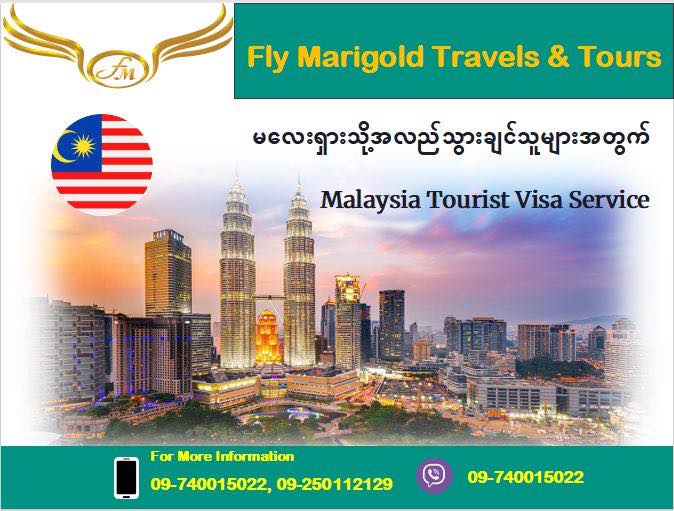 FM
Fly Marigold Travels & Tours
မလေးရှားသို့အလည်သွားချင်သူများအတွက်
Malaysia Tourist Visa Service
For More Information
09-740015022, 09-250112129
09-740015022